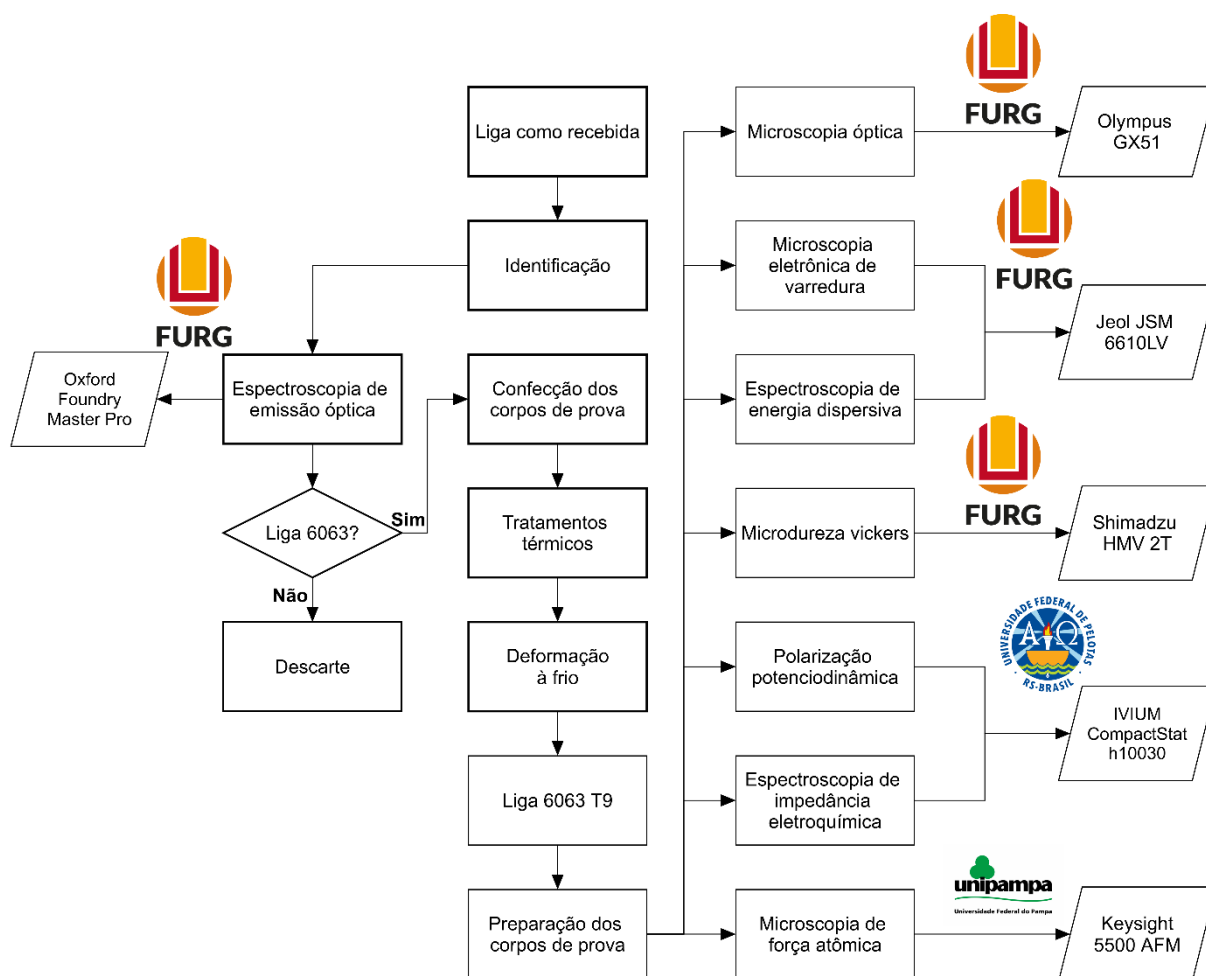 FURG
Liga como recebida
Microscopia óptica
Olympus
GX51
FURG
Identificação
Microscopia
eletrônica de
varredura
FURG
Jeol JSM
6610LV
Oxford
Foundry
Master Pro
Espectroscopia de
emissão óptica
Confecção dos
corpos de prova
Espectroscopia de
energia dispersiva
FURG
Liga 6063?
Sim
Não
Tratamentos
térmicos
Microdureza vickers
Shimadzu
HMV 2T
Descarte
Deformação
à frio
Polarização
potenciodinâmica
UNIVERSIDADE FEDERAL DE PELOTAS
Α Ω
RS-BRASIL
IVIUM
CompactStat
h10030
Liga 6063 T9
Espectroscopia de
impedância
eletroquímica
unipampa
Universidade Federal do Pampa
Preparação dos
corpos de prova
Microscopia de
força atômica
Keysight
5500 AFM